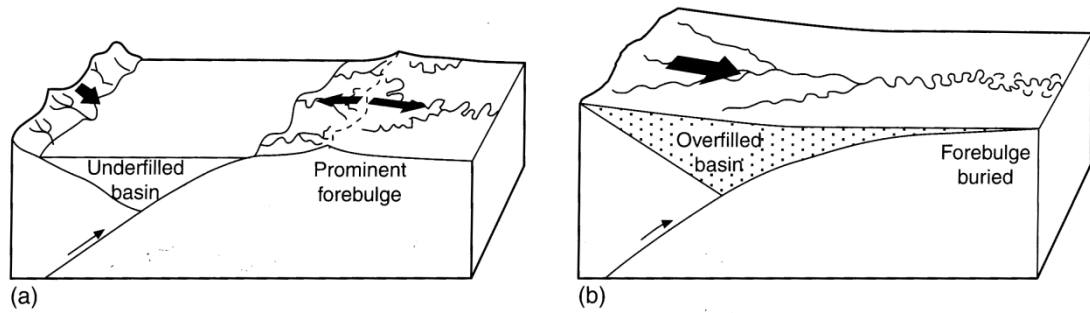 Underfilled
basin
Prominent
forebulge
(a)
Overfilled
basin
Forebulge
buried
(b)